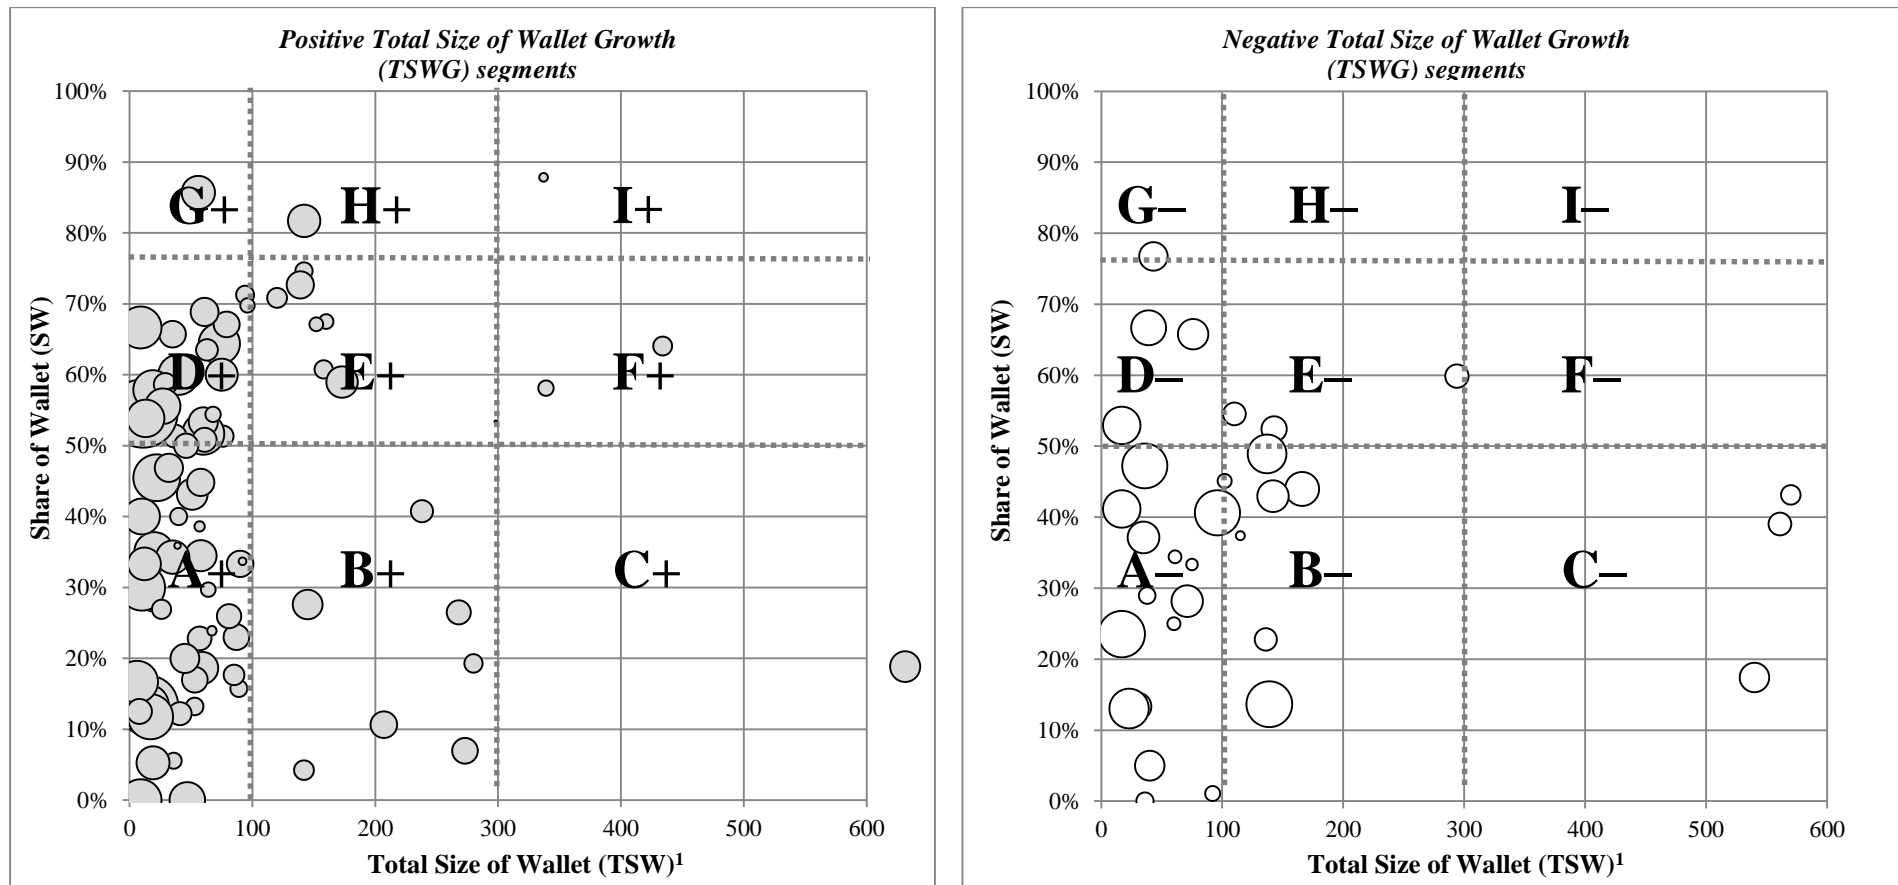 Positive Total Size of Wallet Growth
(TSWG) segments
100%
90%
80%
70%
60%
50%
40%
30%
20%
10%
0%
Share of Wallet (SW)
G+ H+ I+
D+ E+ F+
A+ B+ C+
0 100 200 300 400 500 600
Total Size of Wallet (TSW)¹
Negative Total Size of Wallet Growth
(TSWG) segments
100%
90%
80%
70%
60%
50%
40%
30%
20%
10%
0%
Share of Wallet (SW)
G– H– I–
D– E– F–
A– B– C–
0 100 200 300 400 500 600
Total Size of Wallet (TSW)¹